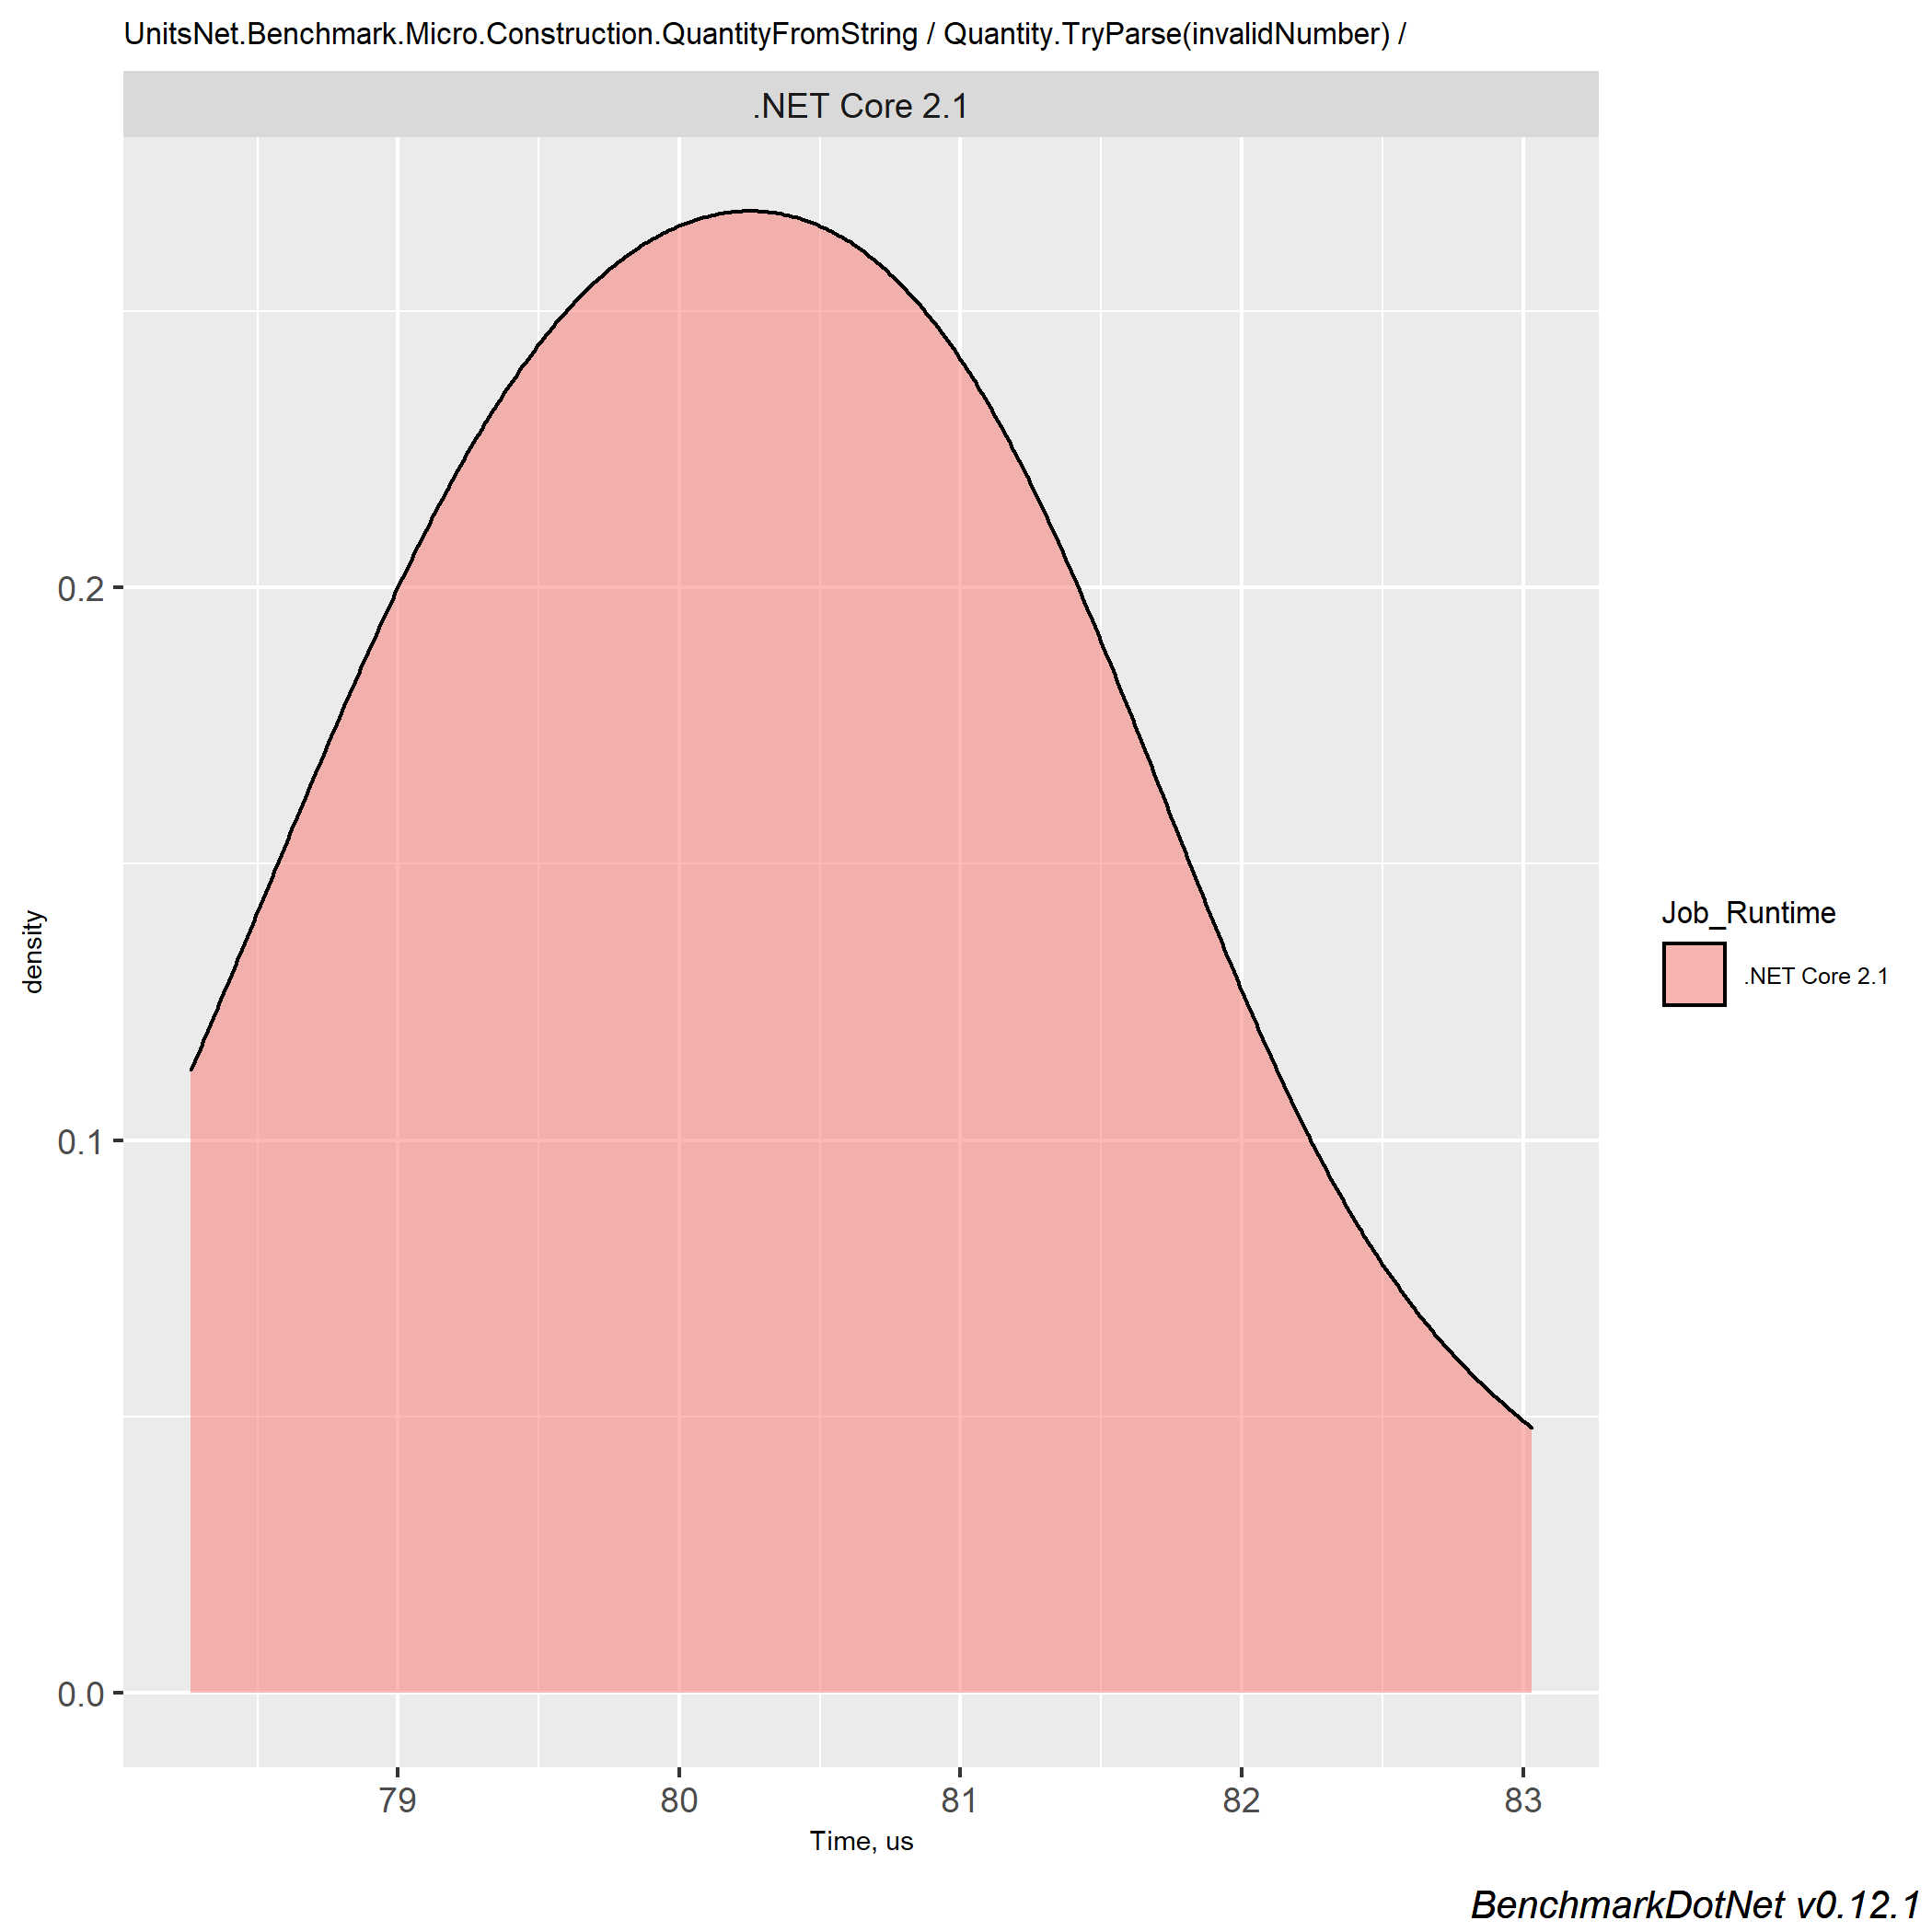 UnitsNet.Benchmark.Micro.Construction.QuantityFromString / Quantity.TryParse(invalidNumber) /
.NET Core 2.1
0.2
0.1
0.0
density
79 80 81 82 83
Time, us
Job_Runtime
.NET Core 2.1
BenchmarkDotNet v0.12.1